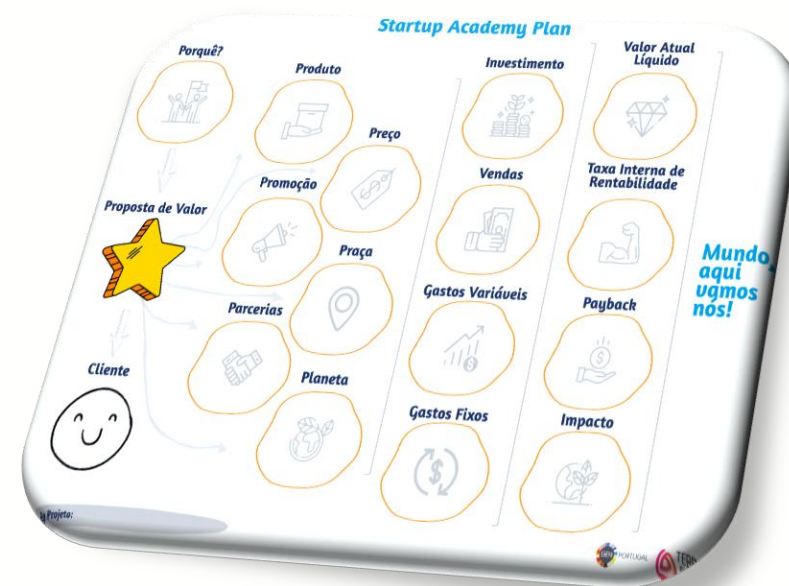 Startup Academy Plan
Porquê?
Proposta de Valor
Cliente
Produto
Preço
Promoção
Praça
Parcerias
Planeta
Investimento
Vendas
Gastos Variáveis
Gastos Fixos
Valor Atual
Líquido
Taxa Interna de
Rentabilidade
Payback
Impacto
Mundo,
aqui
vamos
nós!
Projeto:
PORTUGAL